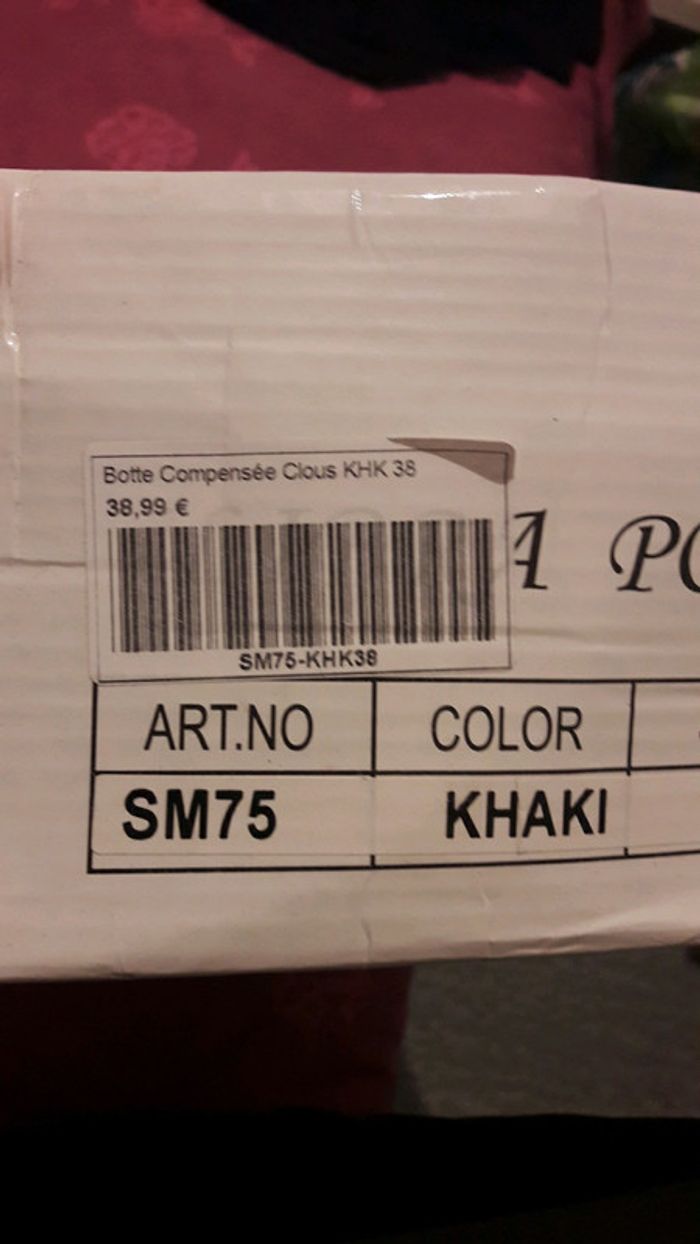 Botte Compensée Clous KHK 38
38,99 €
SM75-KHK38
ART.NO COLOR
SM75 KHAKI